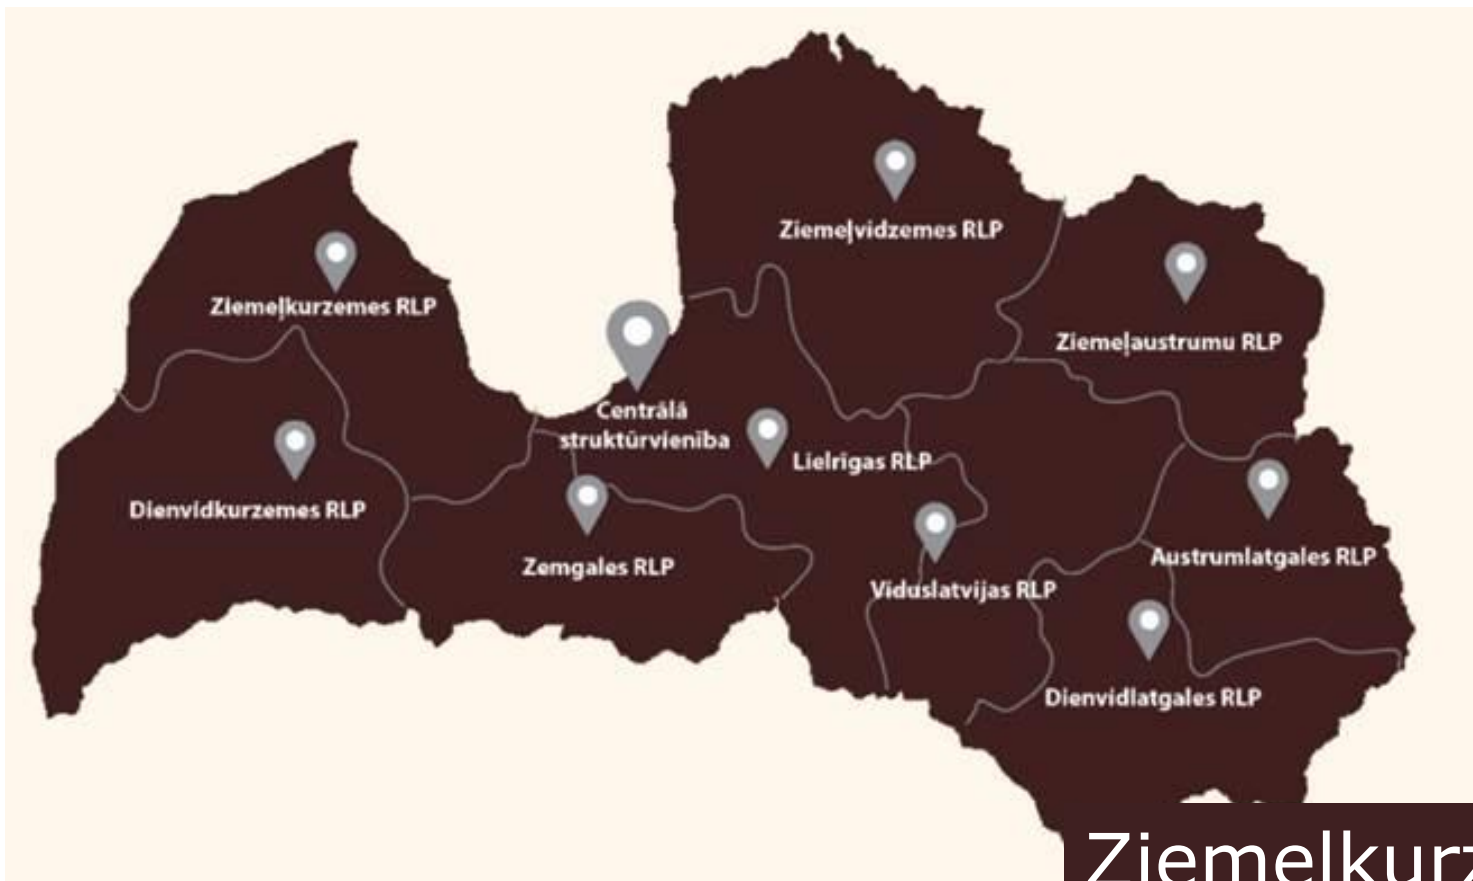 Ziemeļvidzemes RLP
Ziemeļkurzemes RLP
Ziemeļaustrumu RLP
Centrālā
struktūrvienība
Lielrīgas RLP
Dienvidkurzemes RLP
Zemgales RLP
Austrumlatgales RLP
Viduslatvijas RLP
Dienvidlatgales RLP